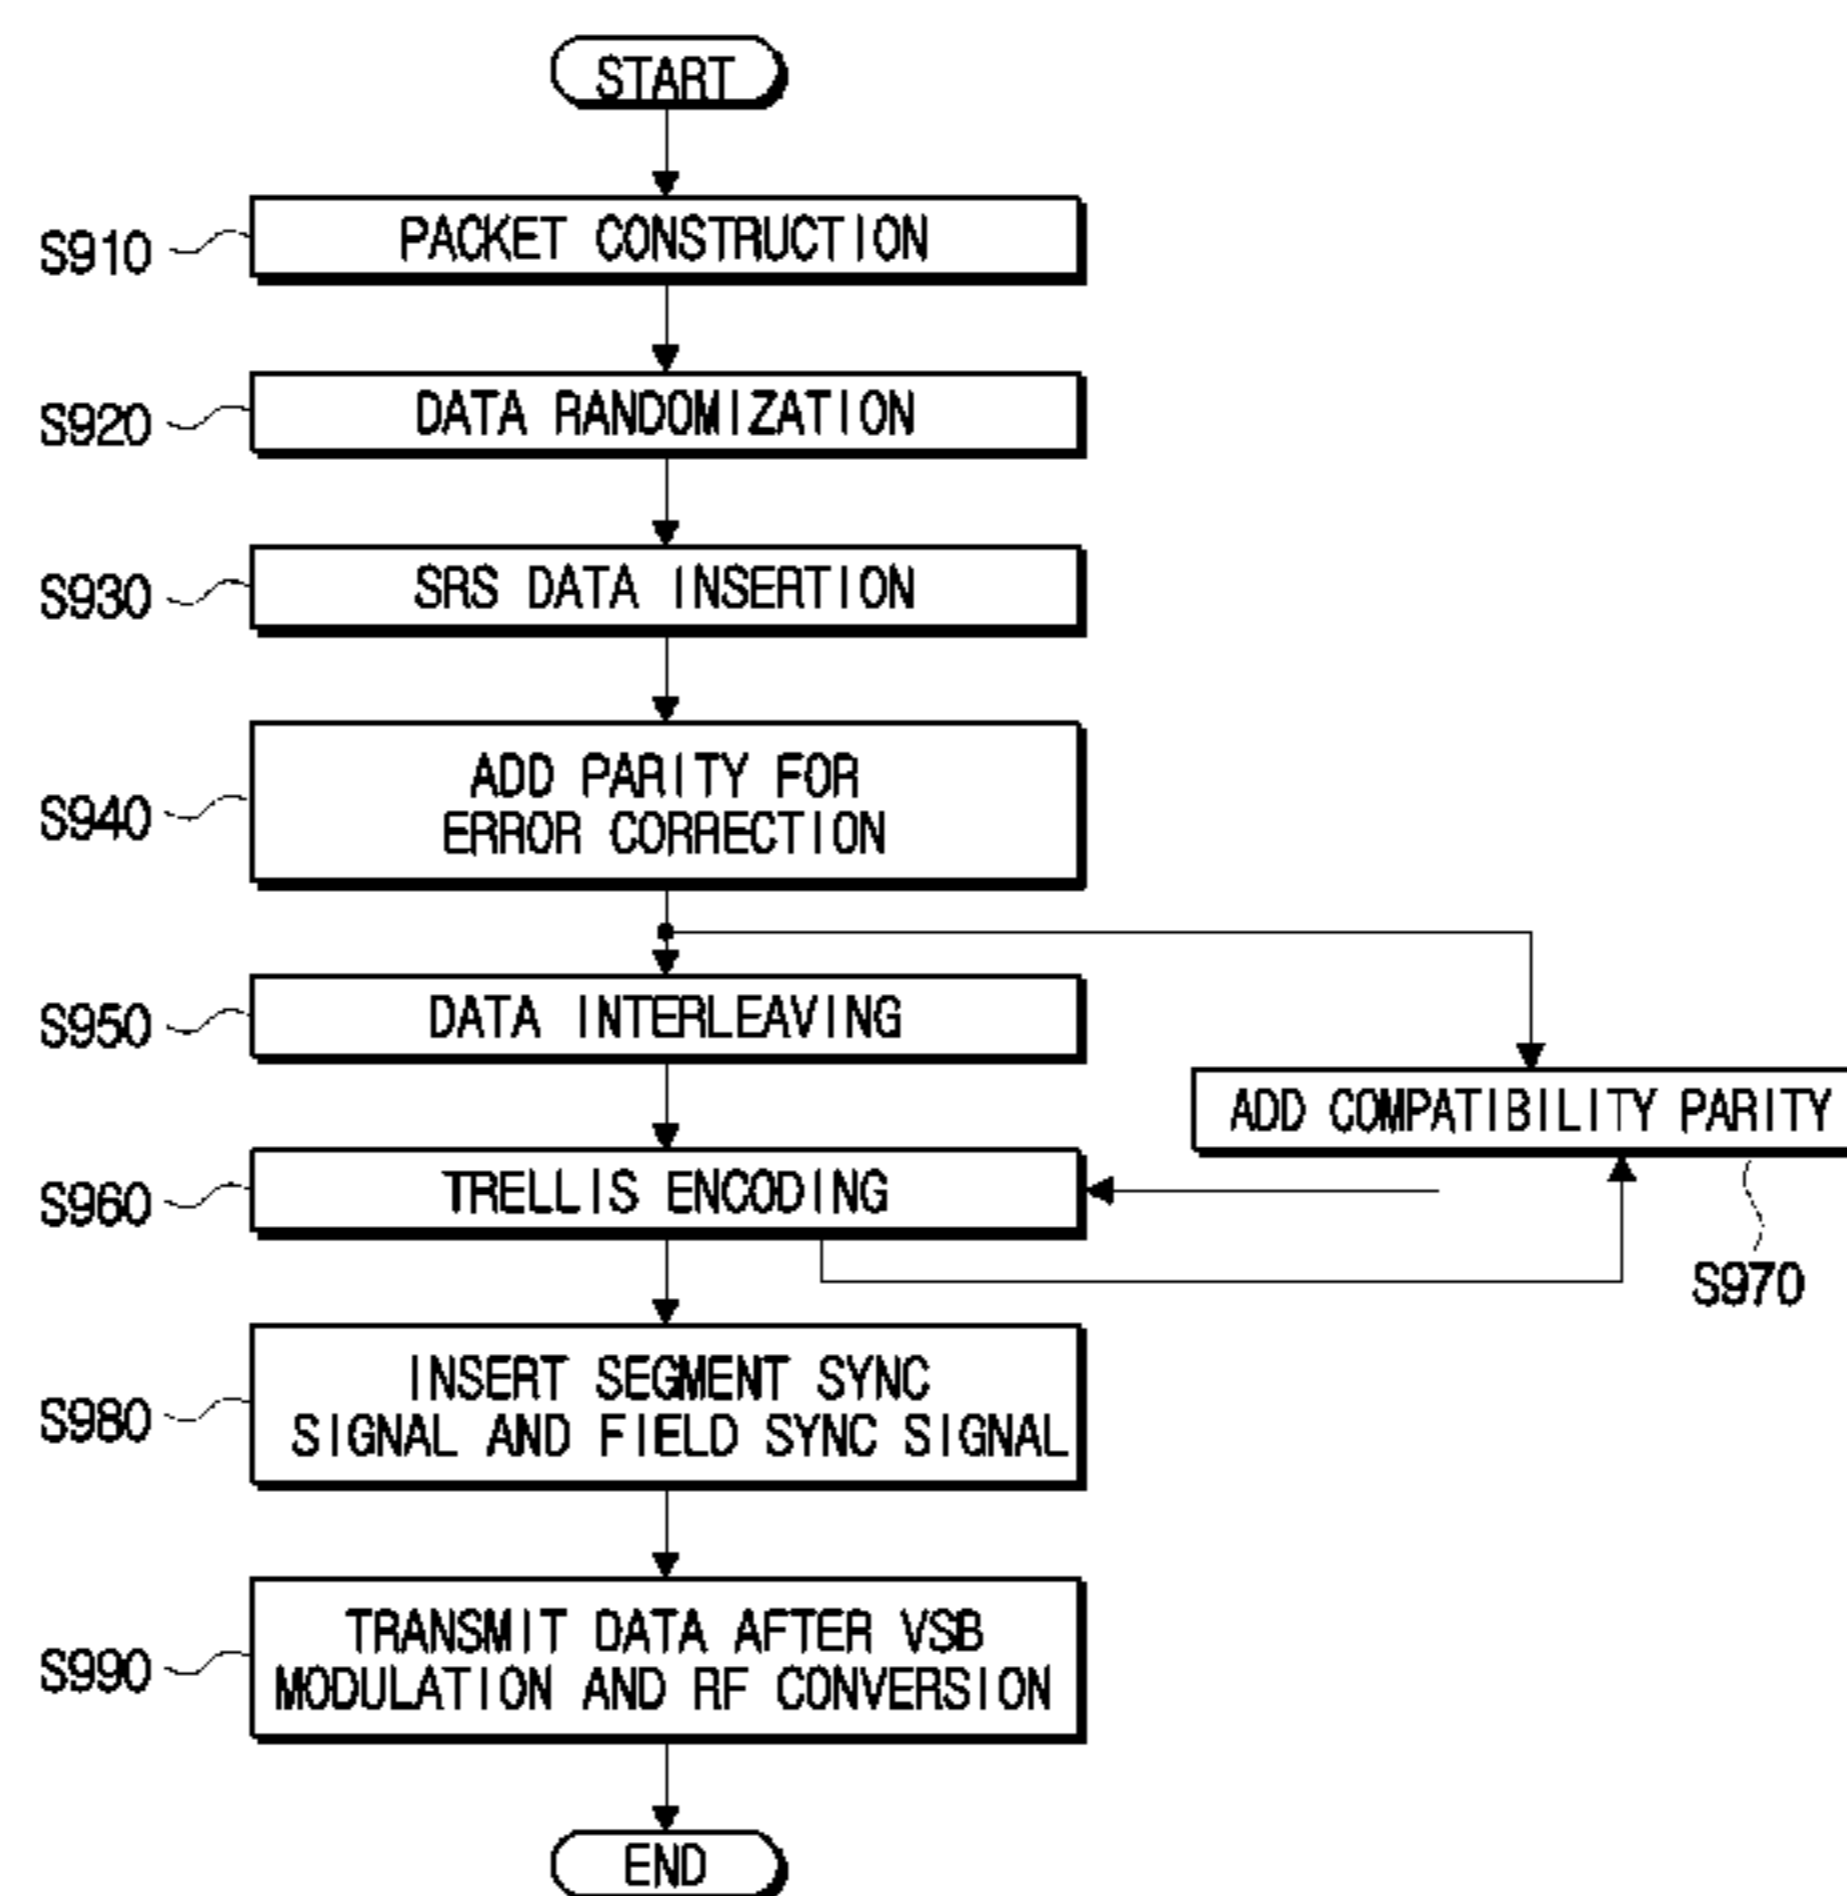 START
S910
PACKET CONSTRUCTION
S920
DATA RANDOMIZATION
S930
SRS DATA INSERTION
S940
ADD PARITY FOR
ERROR CORRECTION
S950
DATA INTERLEAVING
ADD COMPATIBILITY PARITY
S960
TRELLIS ENCODING
S970
S980
INSERT SEGMENT SYNC
SIGNAL AND FIELD SYNC SIGNAL
S990
TRANSMIT DATA AFTER VSB
MODULATION AND RF CONVERSION
END